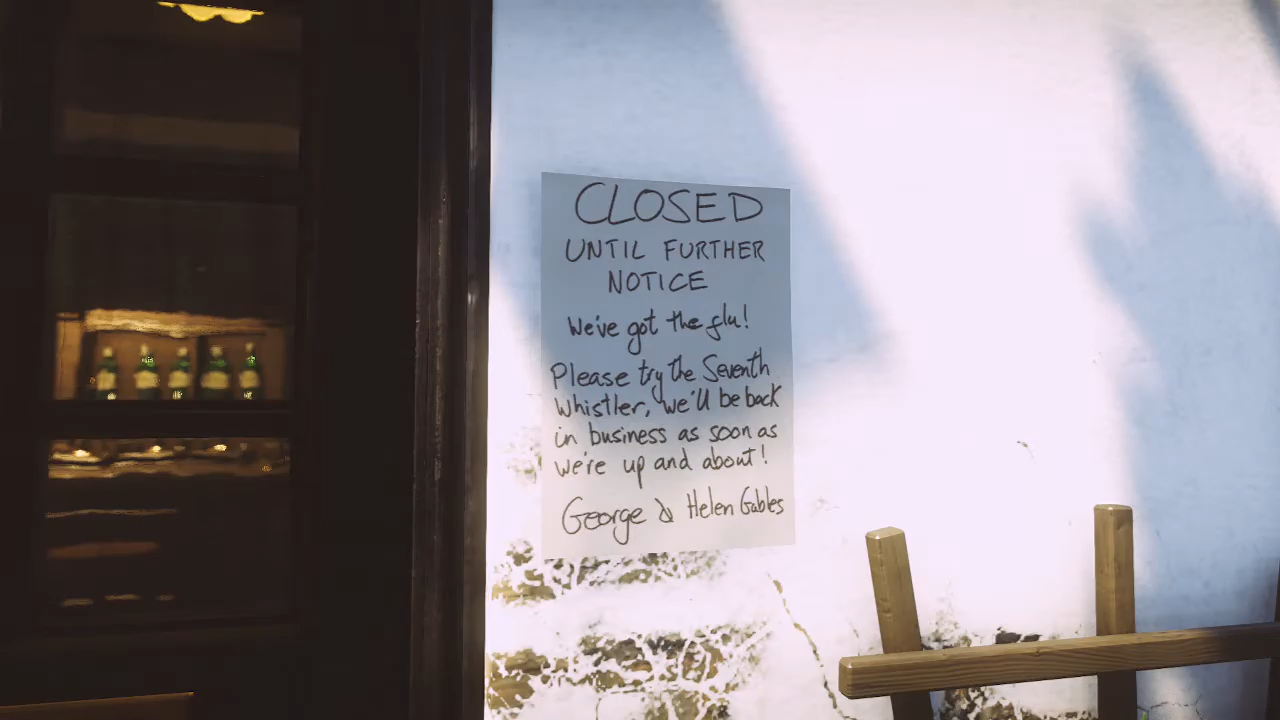 CLOSED
UNTIL FURTHER
NOTICE
We've got the flu!
Please try the Seventh
Whistler, we'll be back
in business as soon as
we're up and about!
George & Helen Gables